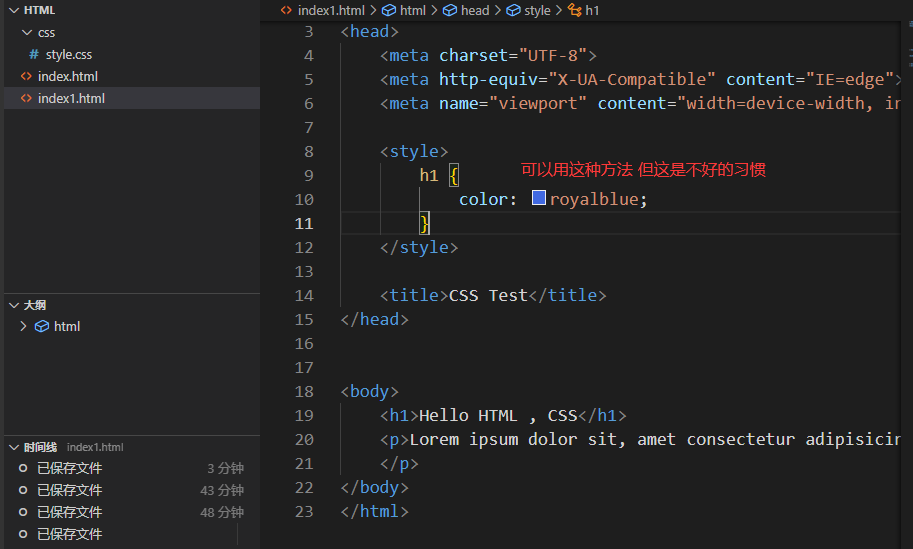 HTML
css
# style.css
<> index.html
<> index1.html
大纲
html
时间线 index1.html
已保存文件 3 分钟
已保存文件 43 分钟
已保存文件 48 分钟
已保存文件
<> index1.html > html > head > style > h1
3 <head>
4 <meta charset="UTF-8">
5 <meta http-equiv="X-UA-Compatible" content="IE=edge">
6 <meta name="viewport" content="width=device-width, in
7
8 <style>
9 h1 { 可以用这种方法 但这是不好的习惯
10 color: royalblue;
11 }
12 </style>
13
14 <title>CSS Test</title>
15 </head>
16
17
18 <body>
19 <h1>Hello HTML , CSS</h1>
20 <p>Lorem ipsum dolor sit, amet consectetur adipisicin
21 </p>
22 </body>
23 </html>